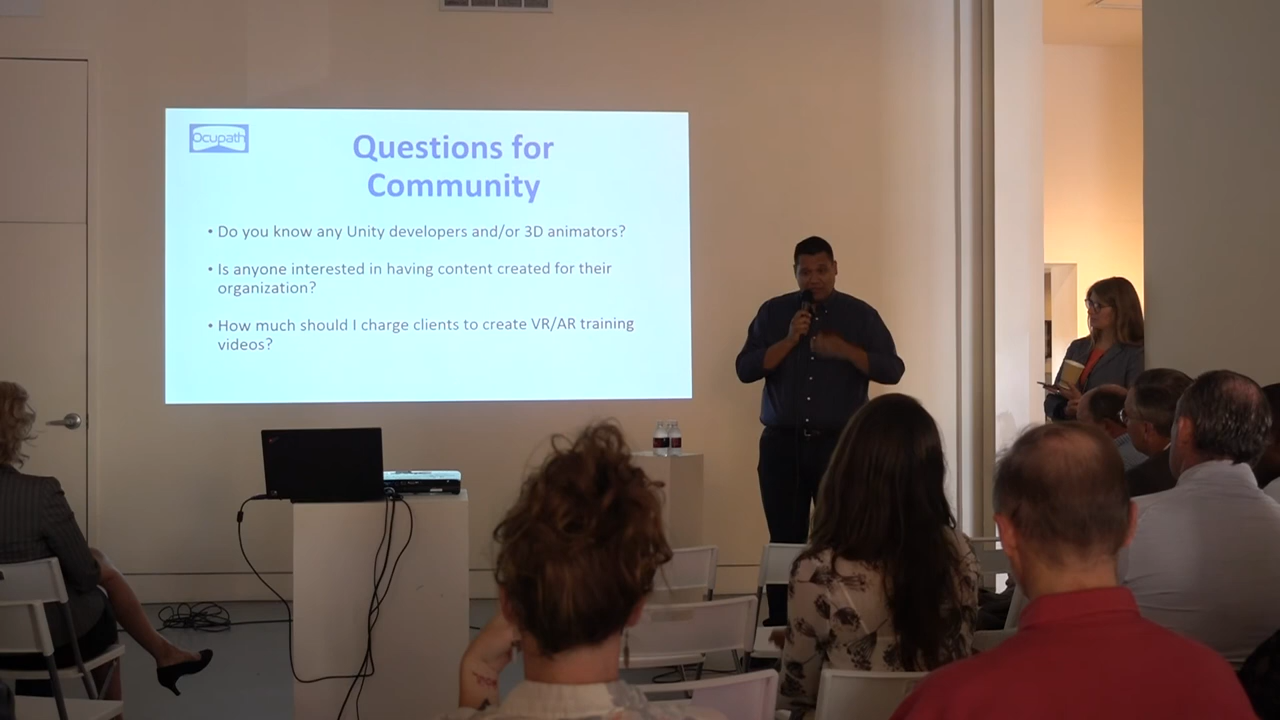 Ocupath
Questions for
Community
• Do you know any Unity developers and/or 3D animators?
• Is anyone interested in having content created for their
organization?
• How much should I charge clients to create VR/AR training
videos?